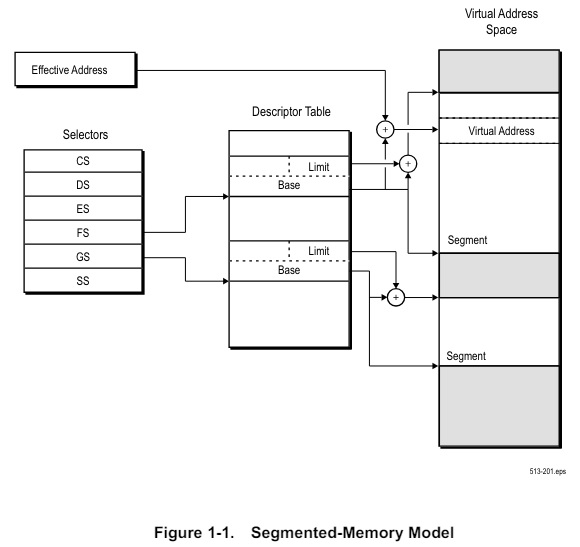 Virtual Address
Space
Effective Address
Descriptor Table
Selectors
CS
DS
ES
FS
GS
SS
Limit
Base
Limit
Base
+
+
+
Virtual Address
Segment
Segment
513-201.eps
Figure 1-1. Segmented-Memory Model